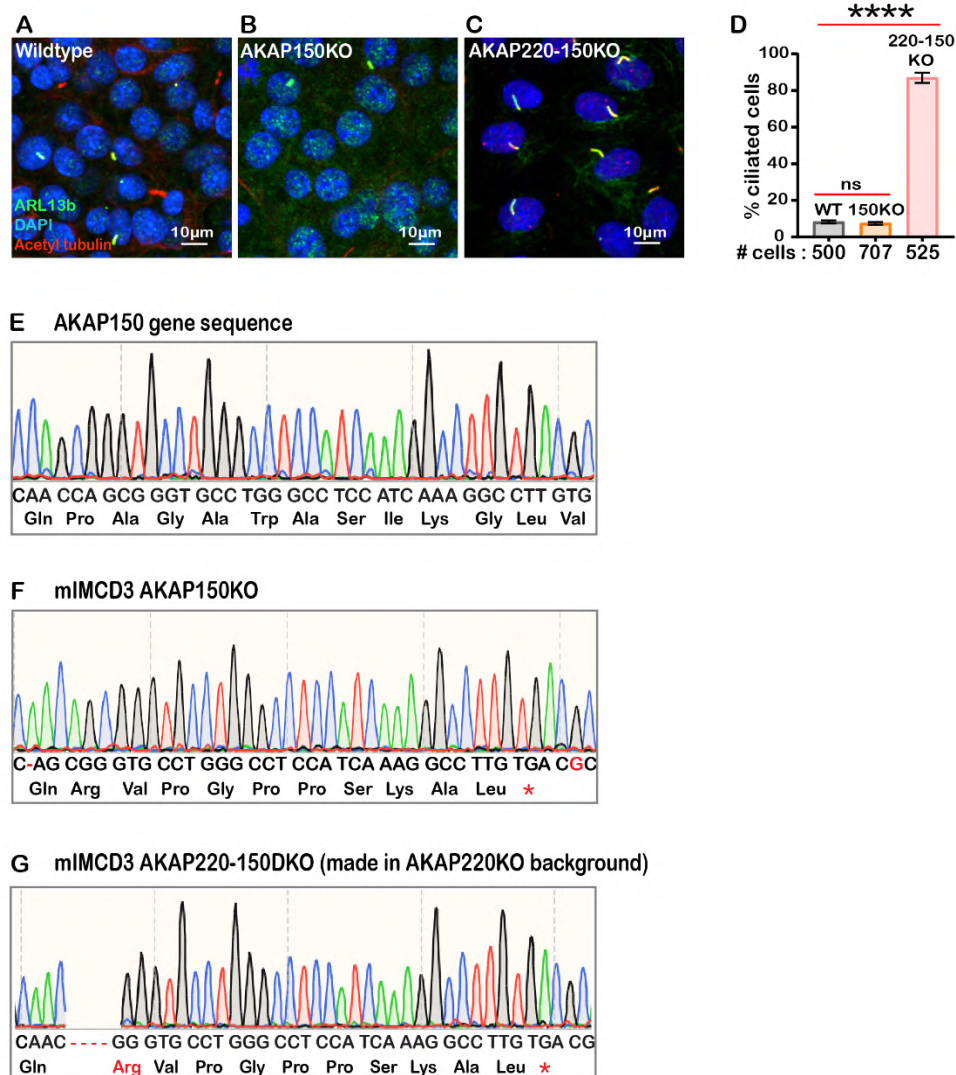 A
Wildtype
ARL13b
DAPI
Acetyl tubulin
10µm
B
AKAP150KO
10µm
C
AKAP220-150KO
10µm
D
****
220-150
KO
ns
WT
150KO
% ciliated cells
100
80
60
40
20
0
# cells : 500 707 525
E AKAP150 gene sequence
CAA CCA GCG GGT GCC TGG GCC TCC ATC AAA GGC CTT GTG
Gln Pro Ala Gly Ala Trp Ala Ser Ile Lys Gly Leu Val
F mIMCD3 AKAP150KO
C-AG CGG GTG CCT GGG CCT CCA TCA AAG GCC TTG TGA CGC
Gln Arg Val Pro Gly Pro Pro Ser Lys Ala Leu *
G mIMCD3 AKAP220-150DKO (made in AKAP220KO background)
CAAC ---- GG GTG CCT GGG CCT CCA TCA AAG GCC TTG TGA CG
Gln Arg Val Pro Gly Pro Pro Ser Lys Ala Leu *